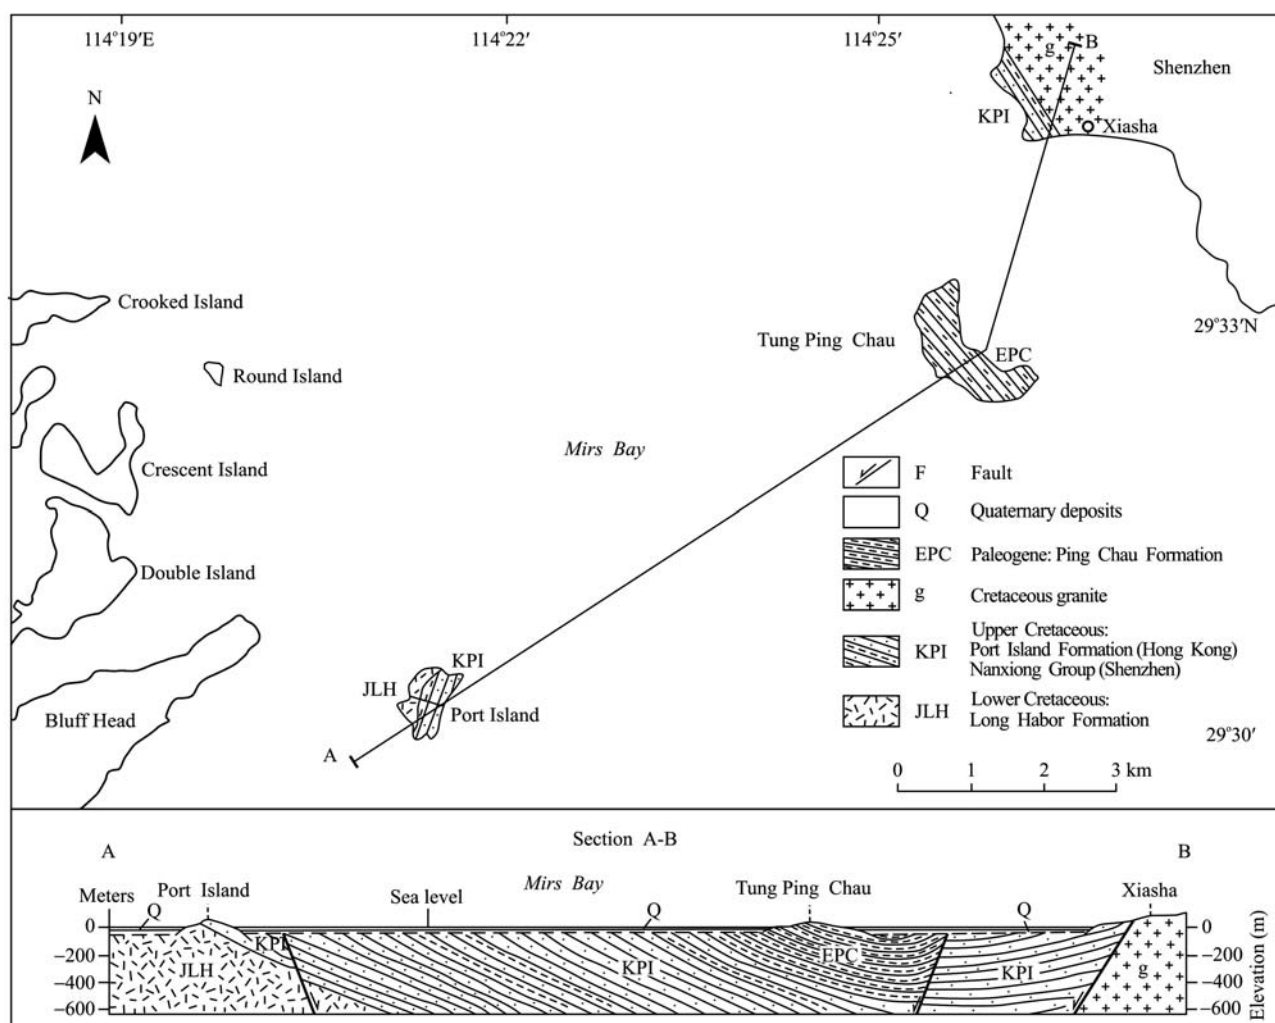 114°19′E
114°22′
114°25′
N
g
B
Shenzhen
KPI
Xiasha
Crooked Island
29°33′N
Tung Ping Chau
EPC
Round Island
Mirs Bay
Crescent Island
F Fault
Q Quaternary deposits
EPC Paleogene: Ping Chau Formation
g Cretaceous granite
KPI Upper Cretaceous:
Port Island Formation (Hong Kong)
Nanxiong Group (Shenzhen)
JLH Lower Cretaceous:
Long Habor Formation
Double Island
KPI
JLH
Port Island
Bluff Head
A
29°30′
0 1 2 3 km
Section A-B
A
B
Meters
Port Island
Sea level
Mirs Bay
Tung Ping Chau
Xiasha
Q
Q
Q
0
−200
−400
−600
KPI
JLH
KPI
EPC
KPI
g
0
−200
−400
−600
Elevation (m)